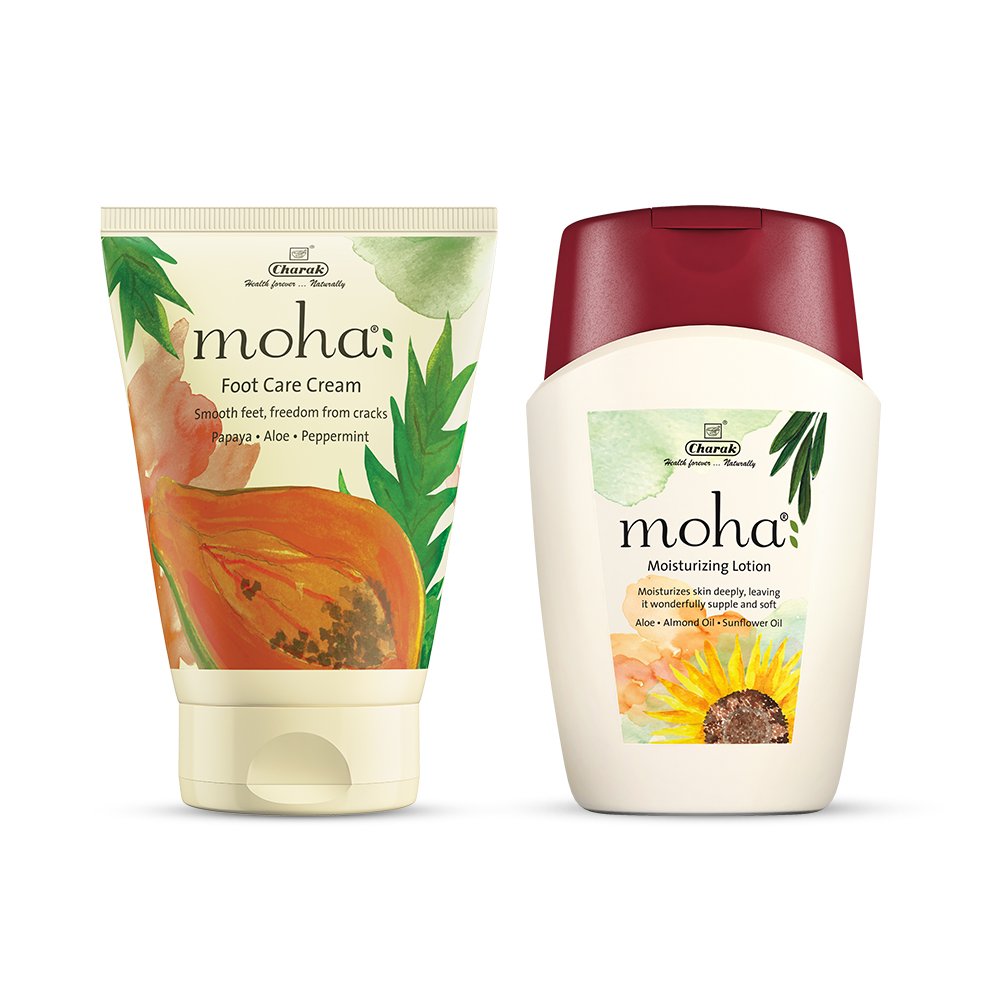 Charak®
Health forever ... Naturally
moha®
Foot Care Cream
Smooth feet, freedom from cracks
Papaya • Aloe • Peppermint
Charak
Health forever ... Naturally
moha®
Moisturizing Lotion
Moisturizes skin deeply, leaving
it wonderfully supple and soft
Aloe • Almond Oil • Sunflower Oil